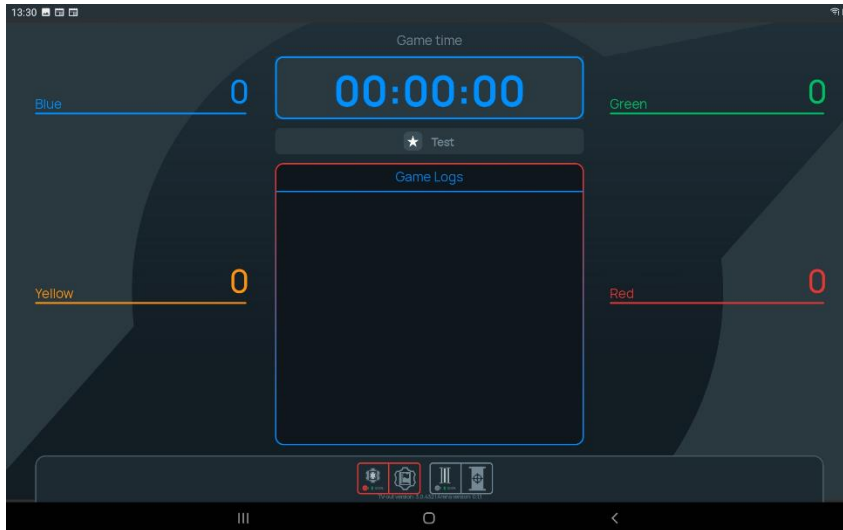 13:30
Game time
00:00:00
Blue 0
Green 0
Test
Game Logs
Yellow 0
Red 0